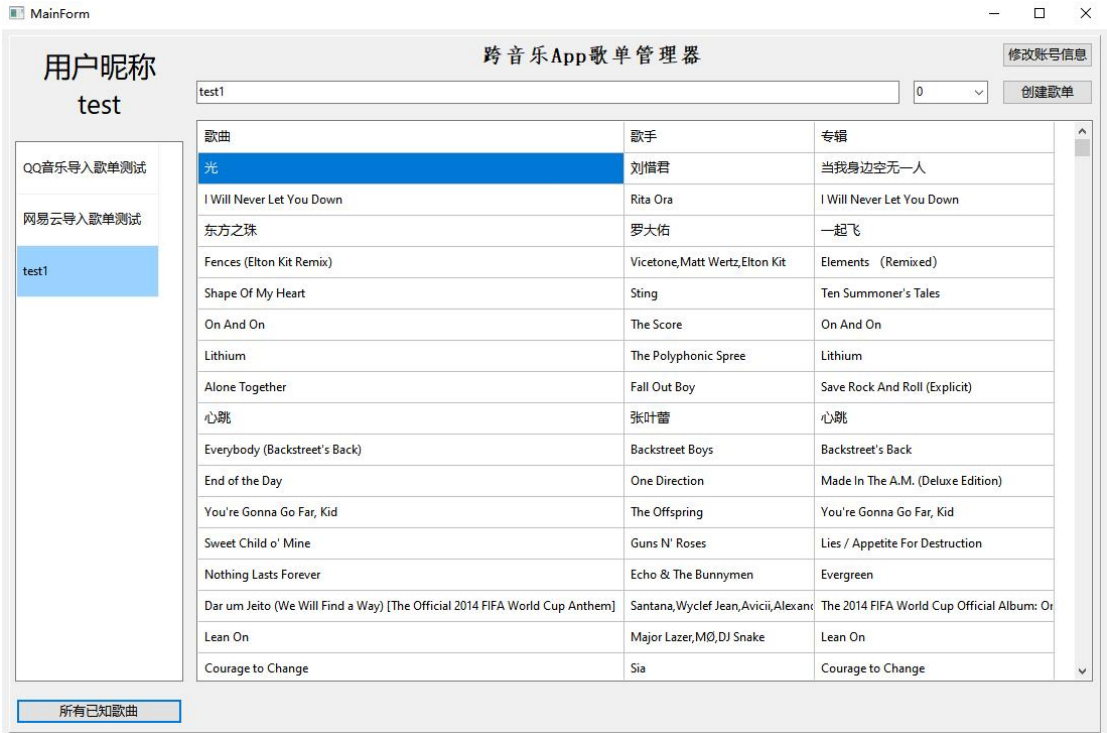 MainForm
用户昵称
test
跨音乐App歌单管理器
修改账号信息
test1
0
创建歌单
QQ音乐导入歌单测试
网易云导入歌单测试
test1
歌曲 歌手 专辑
光 刘惜君 当我身边空无一人
I Will Never Let You Down Rita Ora I Will Never Let You Down
东方之珠 罗大佑 一起飞
Fences (Elton Kit Remix) Vicetone,Matt Wertz,Elton Kit Elements （Remixed）
Shape Of My Heart Sting Ten Summoner's Tales
On And On The Score On And On
Lithium The Polyphonic Spree Lithium
Alone Together Fall Out Boy Save Rock And Roll (Explicit)
心跳 张叶蕾 心跳
Everybody (Backstreet's Back) Backstreet Boys Backstreet's Back
End of the Day One Direction Made In The A.M. (Deluxe Edition)
You're Gonna Go Far, Kid The Offspring You're Gonna Go Far, Kid
Sweet Child o' Mine Guns N' Roses Lies / Appetite For Destruction
Nothing Lasts Forever Echo & The Bunnymen Evergreen
Dar um Jeito (We Will Find a Way) [The Official 2014 FIFA World Cup Anthem] Santana,Wyclef Jean,Avicii,Alexanc The 2014 FIFA World Cup Official Album: Or
Lean On Major Lazer,MØ,DJ Snake Lean On
Courage to Change Sia Courage to Change
所有已知歌曲